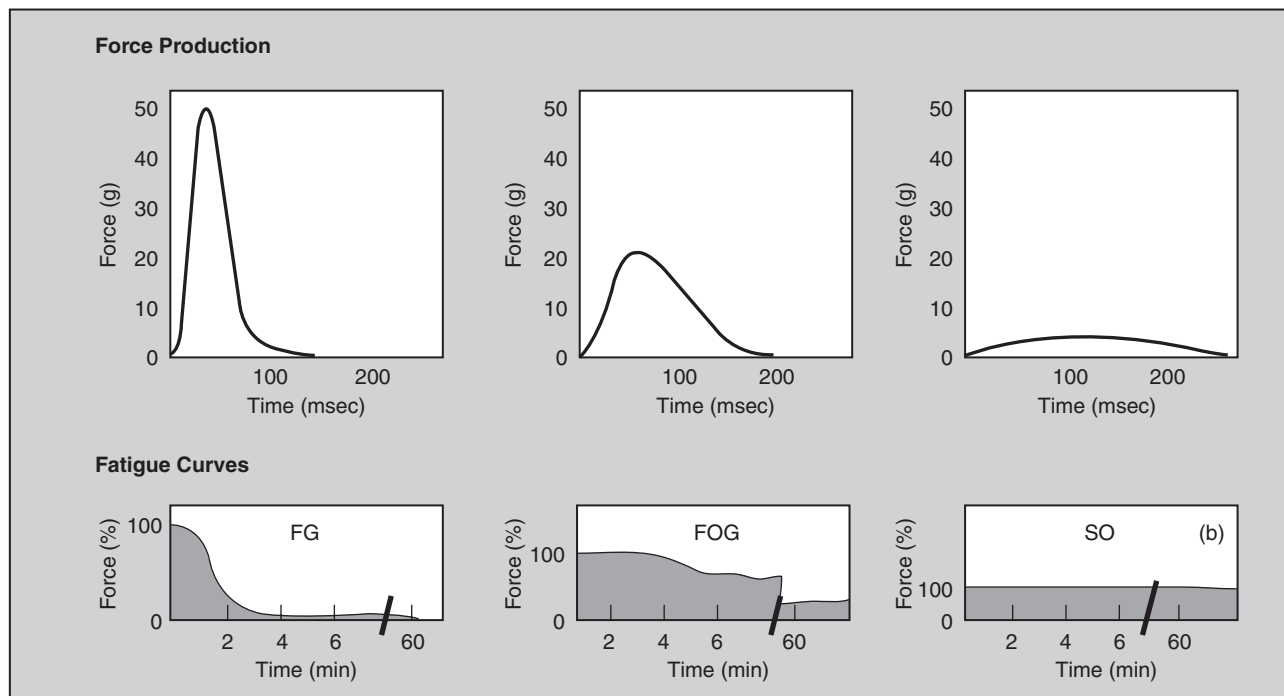 Force Production
50
40
30
20
10
0
Force (g)
100 200
Time (msec)
50
40
30
20
10
0
Force (g)
100 200
Time (msec)
50
40
30
20
10
0
Force (g)
100 200
Time (msec)
Fatigue Curves
Force (%)
100
0
FG
2 4 6 60
Time (min)
Force (%)
100
0
FOG
2 4 6 60
Time (min)
Force (%)
100
0
SO (b)
2 4 6 60
Time (min)